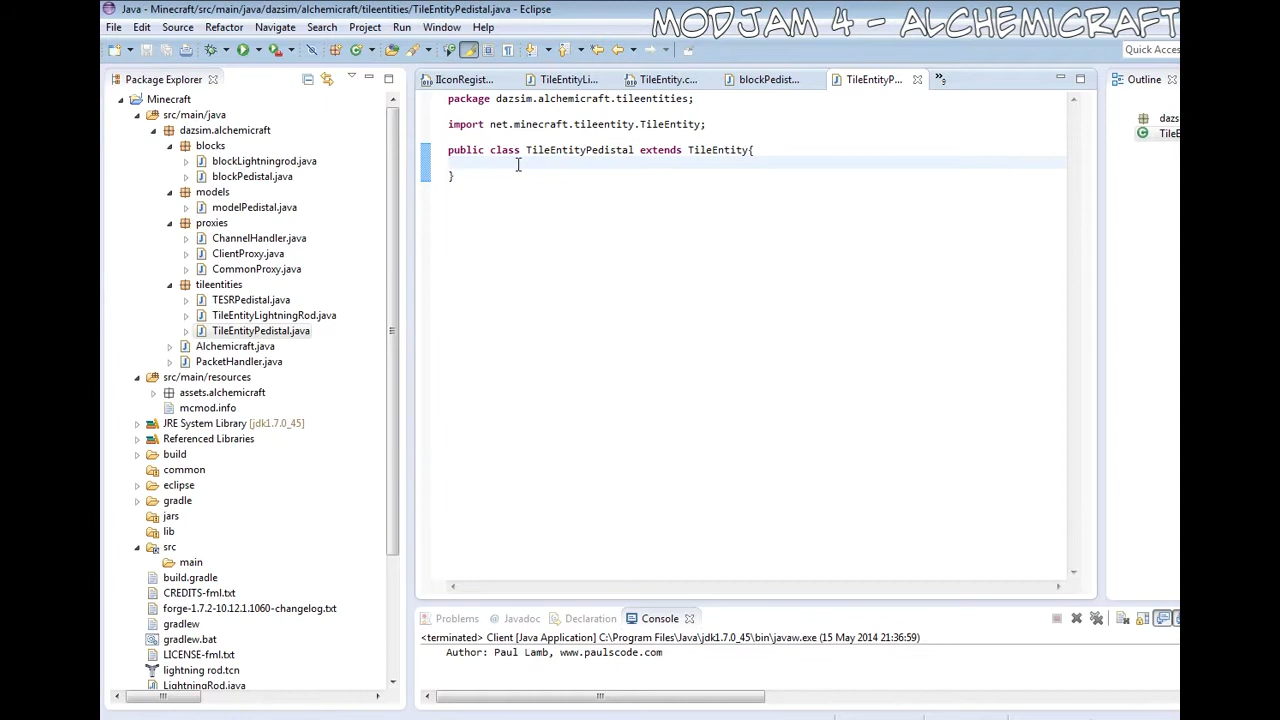 Java - Minecraft/src/main/java/dazsim/alchemicraft/tileentities/TileEntityPedistal.java - Eclipse
MODJAM 4 - ALCHEMICRAFT
File Edit Source Refactor Navigate Search Project Run Window Help
Quick Acces
Package Explorer
IIconRegist... TileEntityLi... TileEntity.c... blockPedist... TileEntityP... 9
Outline
Minecraft
src/main/java
dazsim.alchemicraft
blocks
blockLightningrod.java
blockPedistal.java
models
modelPedistal.java
proxies
ChannelHandler.java
ClientProxy.java
CommonProxy.java
tileentities
TESRPedistal.java
TileEntityLightningRod.java
TileEntityPedistal.java
Alchemicraft.java
PacketHandler.java
src/main/resources
assets.alchemicraft
mcmod.info
JRE System Library [jdk1.7.0_45]
Referenced Libraries
build
common
eclipse
gradle
jars
lib
src
main
build.gradle
CREDITS-fml.txt
forge-1.7.2-10.12.1.1060-changelog.txt
gradlew
gradlew.bat
LICENSE-fml.txt
lightning rod.tcn
LightningRod.java
package dazsim.alchemicraft.tileentities;
import net.minecraft.tileentity.TileEntity;
public class TileEntityPedistal extends TileEntity{
}
dazs
TileE
Problems @ Javadoc Declaration Console
<terminated> Client [Java Application] C:\Program Files\Java\jdk1.7.0_45\bin\javaw.exe (15 May 2014 21:36:59)
Author: Paul Lamb, www.paulscode.com